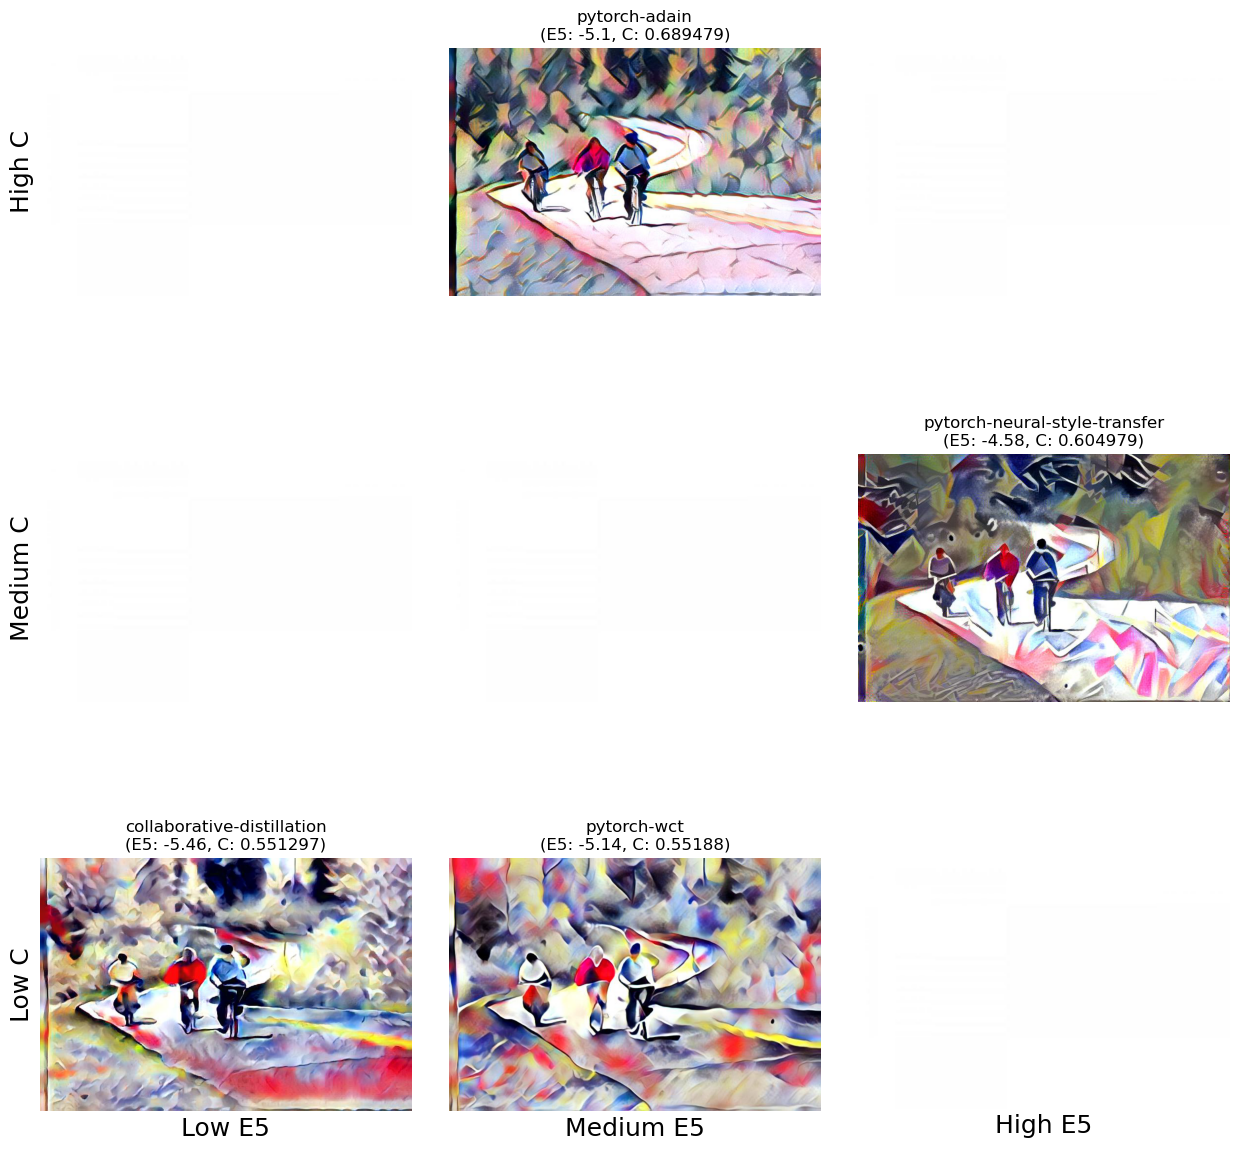 pytorch-adain
(E5: -5.1, C: 0.689479)
High C
pytorch-neural-style-transfer
(E5: -4.58, C: 0.604979)
Medium C
collaborative-distillation
(E5: -5.46, C: 0.551297)
pytorch-wct
(E5: -5.14, C: 0.55188)
Low C
Low E5
Medium E5
High E5